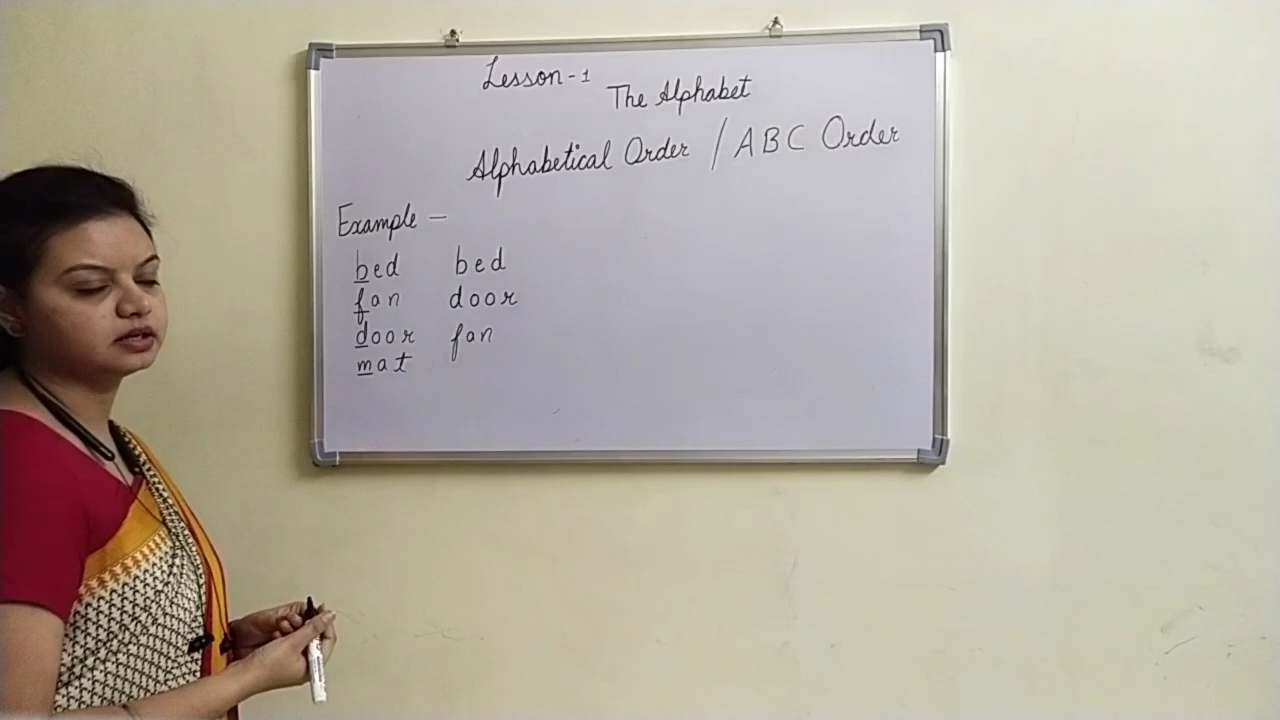 Lesson-1
The Alphabet
Alphabetical Order / ABC Order
Example —
bed bed
fan door
door fan
mat